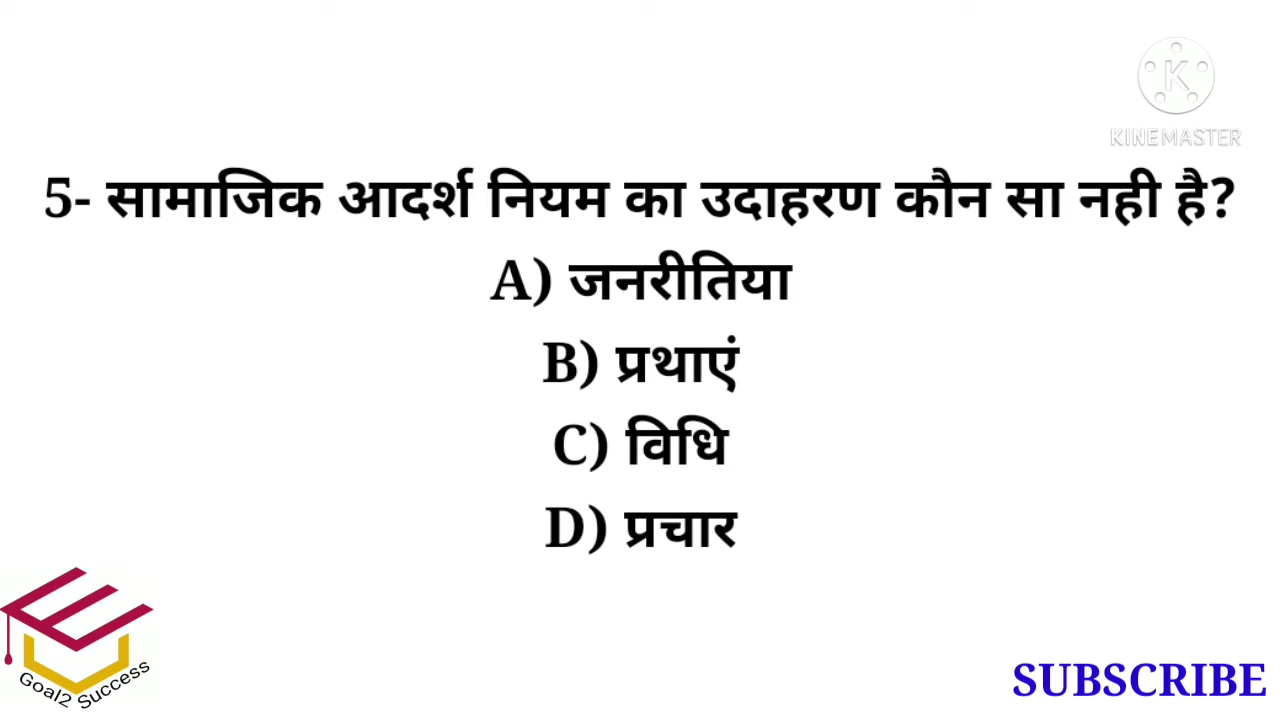 KINEMASTER
5- सामाजिक आदर्श नियम का उदाहरण कौन सा नही है?
A) जनरीतिया
B) प्रथाएं
C) विधि
D) प्रचार
Goal2 Success
SUBSCRIBE